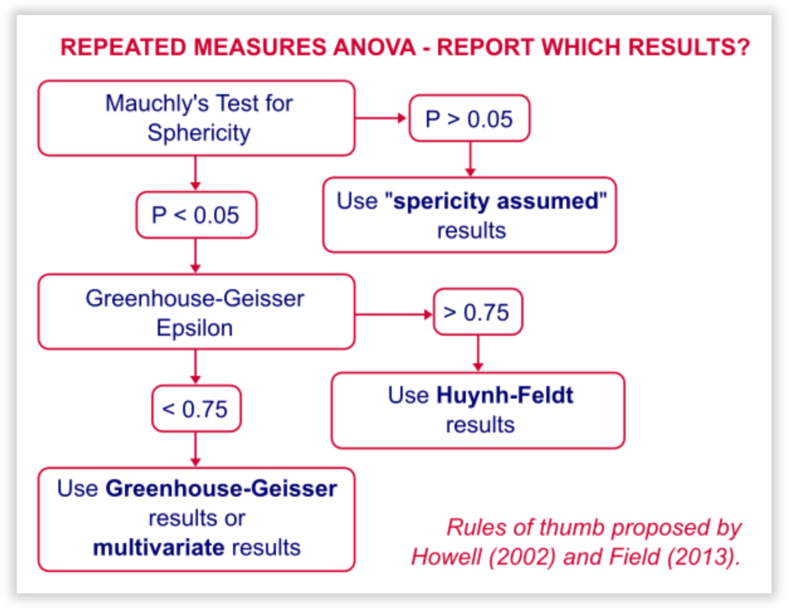 REPEATED MEASURES ANOVA - REPORT WHICH RESULTS?
Mauchly's Test for
Sphericity
P > 0.05
Use "spericity assumed"
results
P < 0.05
Greenhouse-Geisser
Epsilon
> 0.75
Use Huynh-Feldt
results
< 0.75
Use Greenhouse-Geisser
results or
multivariate results
Rules of thumb proposed by
Howell (2002) and Field (2013).